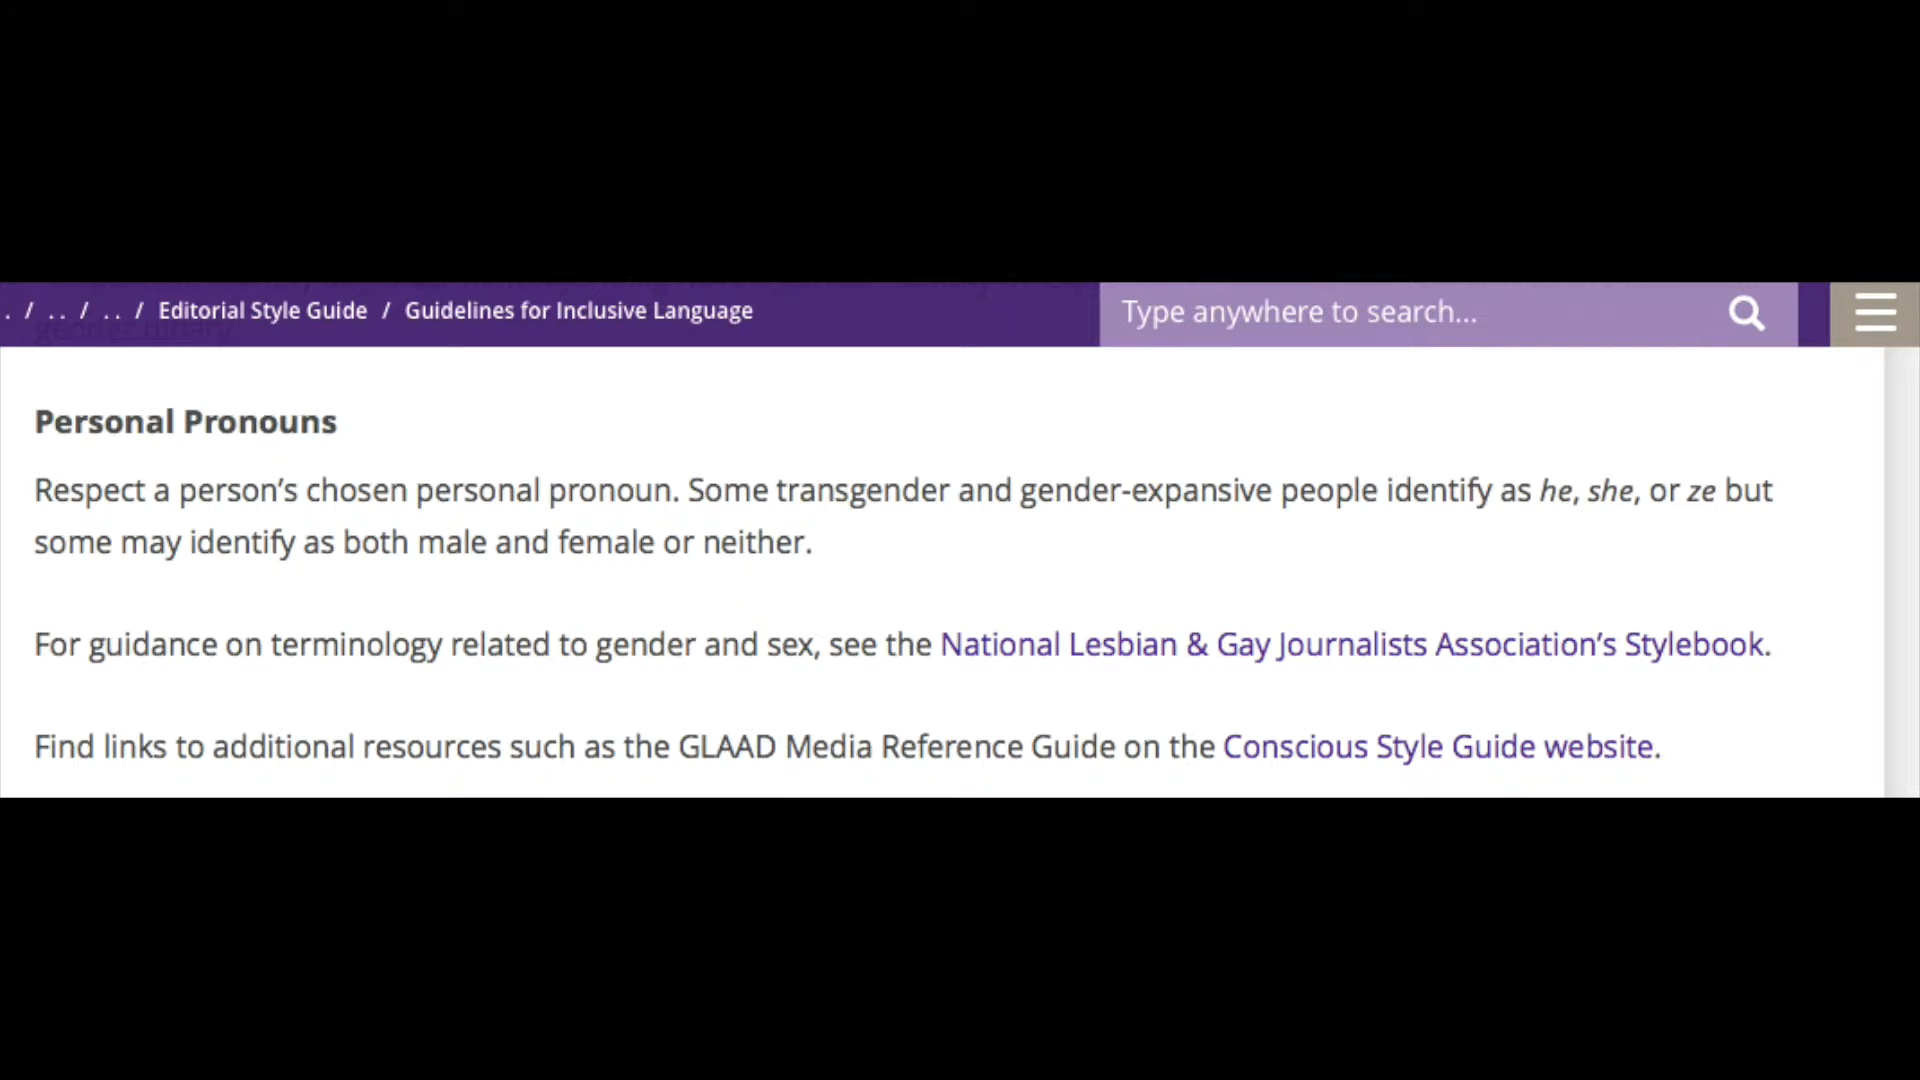 . / . . / . . / Editorial Style Guide / Guidelines for Inclusive Language
Type anywhere to search...
Personal Pronouns
Respect a person's chosen personal pronoun. Some transgender and gender-expansive people identify as he, she, or ze but
some may identify as both male and female or neither.
For guidance on terminology related to gender and sex, see the National Lesbian & Gay Journalists Association's Stylebook.
Find links to additional resources such as the GLAAD Media Reference Guide on the Conscious Style Guide website.